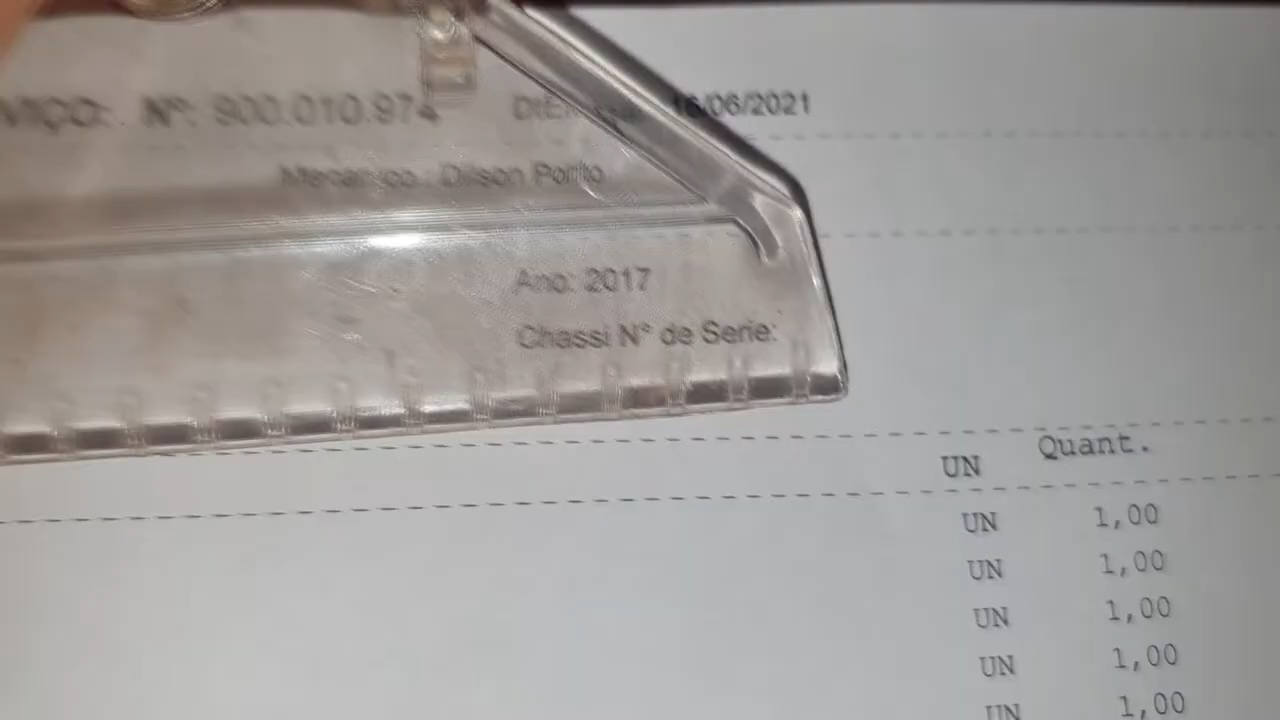 VIÇO: Nº: 900.010.974 16/06/2021
Mecanico: Dilson
Ano: 2017
Chassi Nº de Serie:
UN Quant.
UN 1,00
UN 1,00
UN 1,00
UN 1,00
UN 1,00